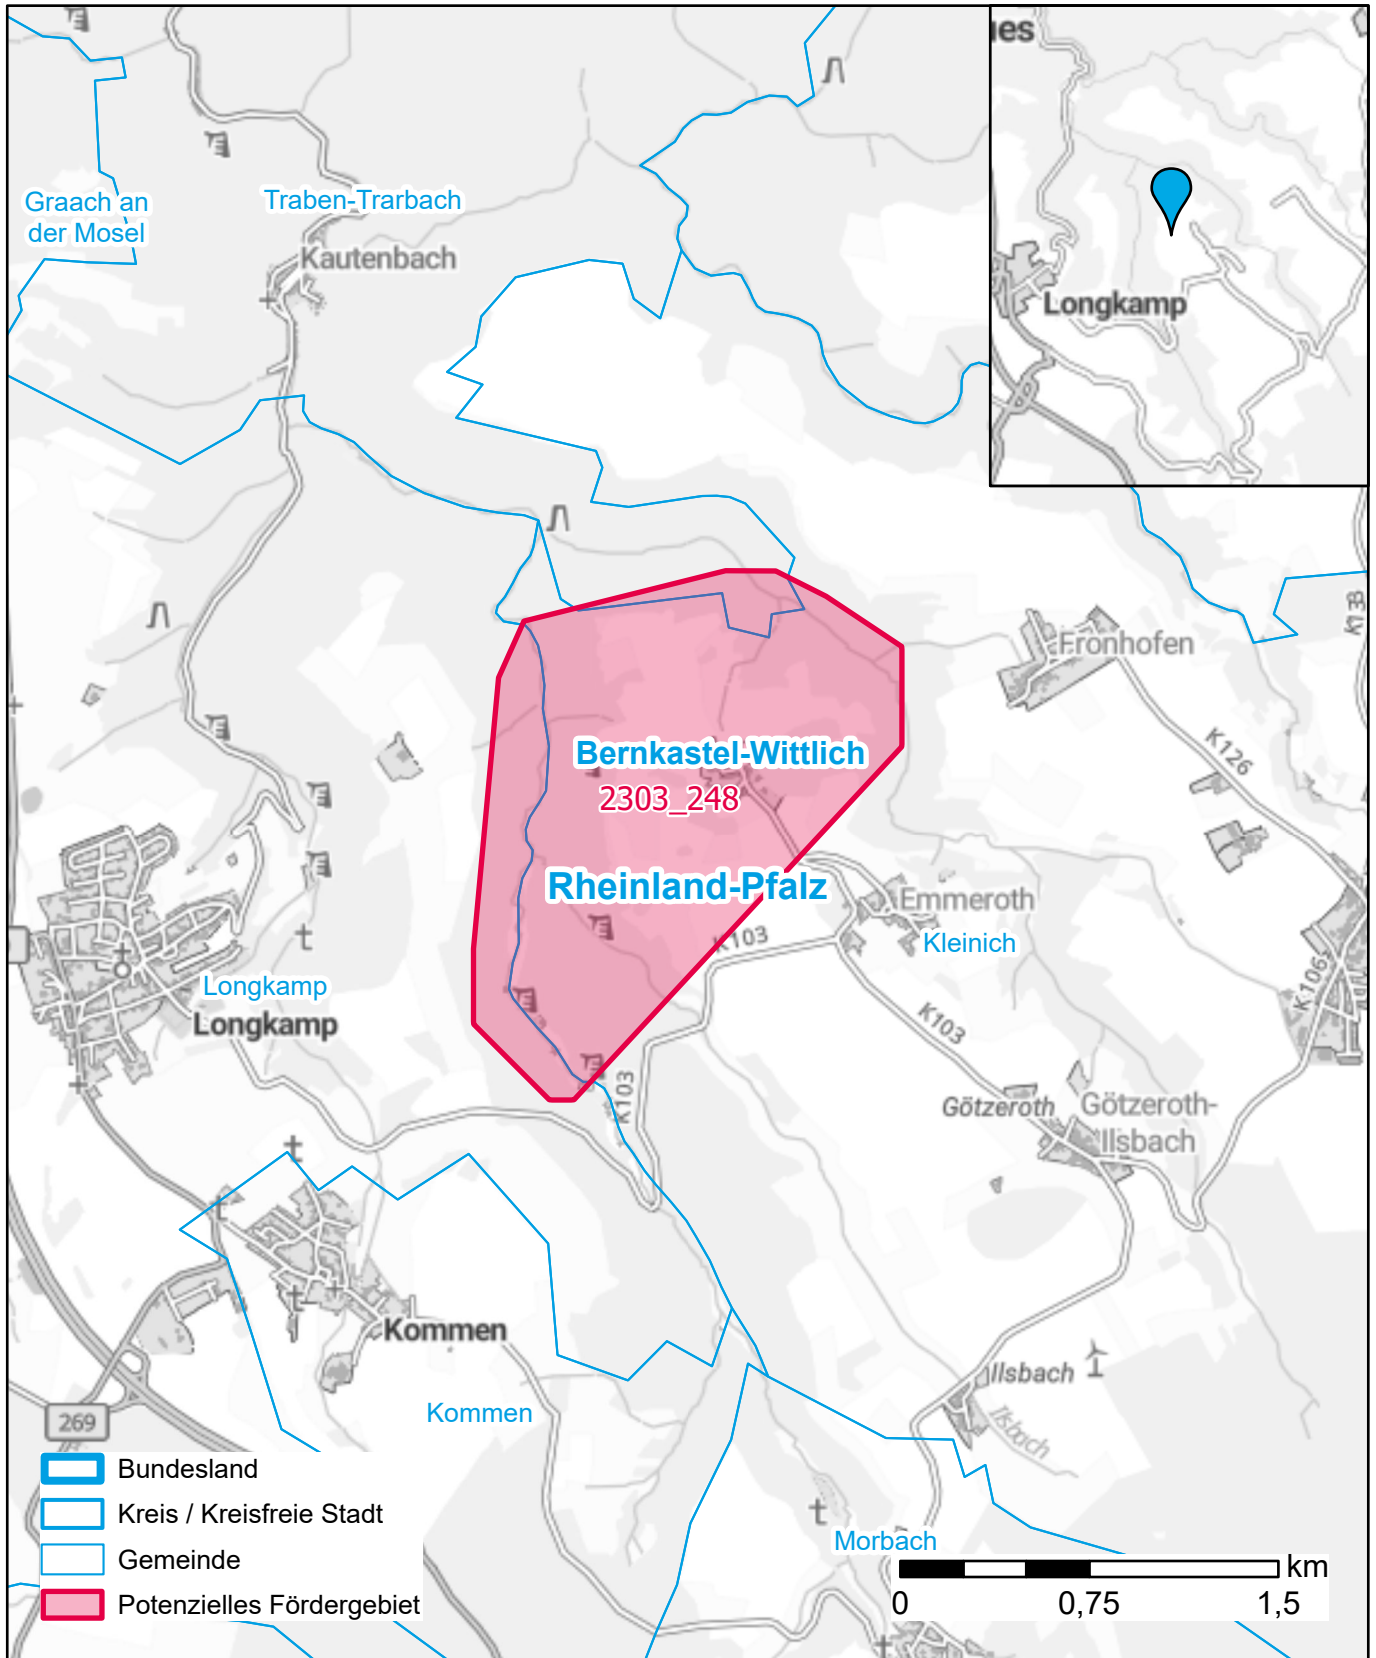 ues
Graach an
der Mosel
Traben-Trarbach
Kautenbach
Longkamp
K138
Fronhofen
K126
Bernkastel-Wittlich
2303_248
Rheinland-Pfalz
Emmeroth
K103
Kleinich
Longkamp
Longkamp
K106
K103
K103
Götzeroth
Götzeroth-
Ilsbach
Kommen
Ilsbach
Kommen
Ilsbach
269
Morbach
Bundesland
Kreis / Kreisfreie Stadt
Gemeinde
Potenzielles Fördergebiet
km
0
0,75
1,5